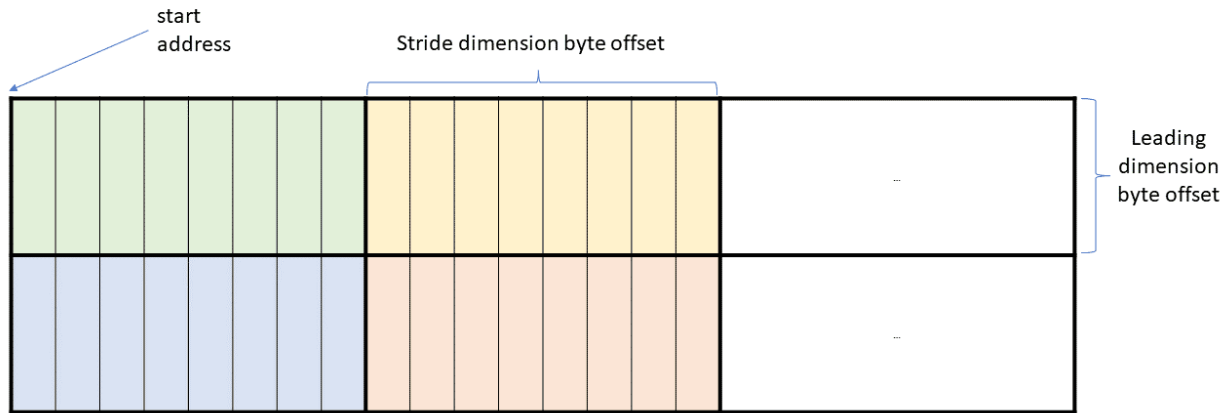 start
address
Stride dimension byte offset
Leading
dimension
byte offset
...
...